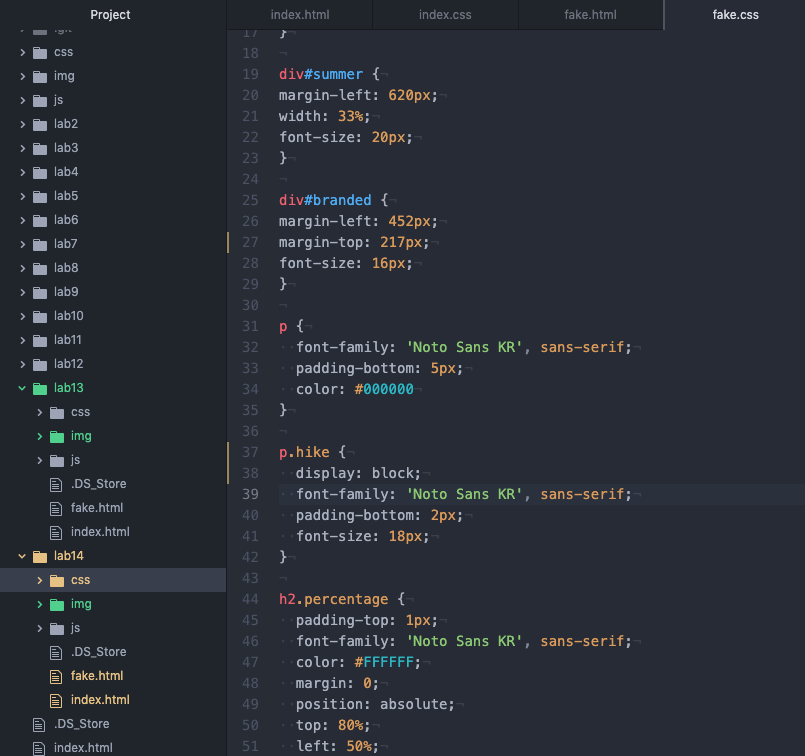 Project
index.html
index.css
fake.html
fake.css
.git
css
img
js
lab2
lab3
lab4
lab5
lab6
lab7
lab8
lab9
lab10
lab11
lab12
lab13
css
img
js
.DS_Store
fake.html
index.html
lab14
css
img
js
.DS_Store
fake.html
index.html
.DS_Store
index.html
17 }
18
19 div#summer {
20 margin-left: 620px;
21 width: 33%;
22 font-size: 20px;
23 }
24
25 div#branded {
26 margin-left: 452px;
27 margin-top: 217px;
28 font-size: 16px;
29 }
30
31 p {
32 font-family: 'Noto Sans KR', sans-serif;
33 padding-bottom: 5px;
34 color: #000000
35 }
36
37 p.hike {
38 display: block;
39 font-family: 'Noto Sans KR', sans-serif;
40 padding-bottom: 2px;
41 font-size: 18px;
42 }
43
44 h2.percentage {
45 padding-top: 1px;
46 font-family: 'Noto Sans KR', sans-serif;
47 color: #FFFFFF;
48 margin: 0;
49 position: absolute;
50 top: 80%;
51 left: 50%;